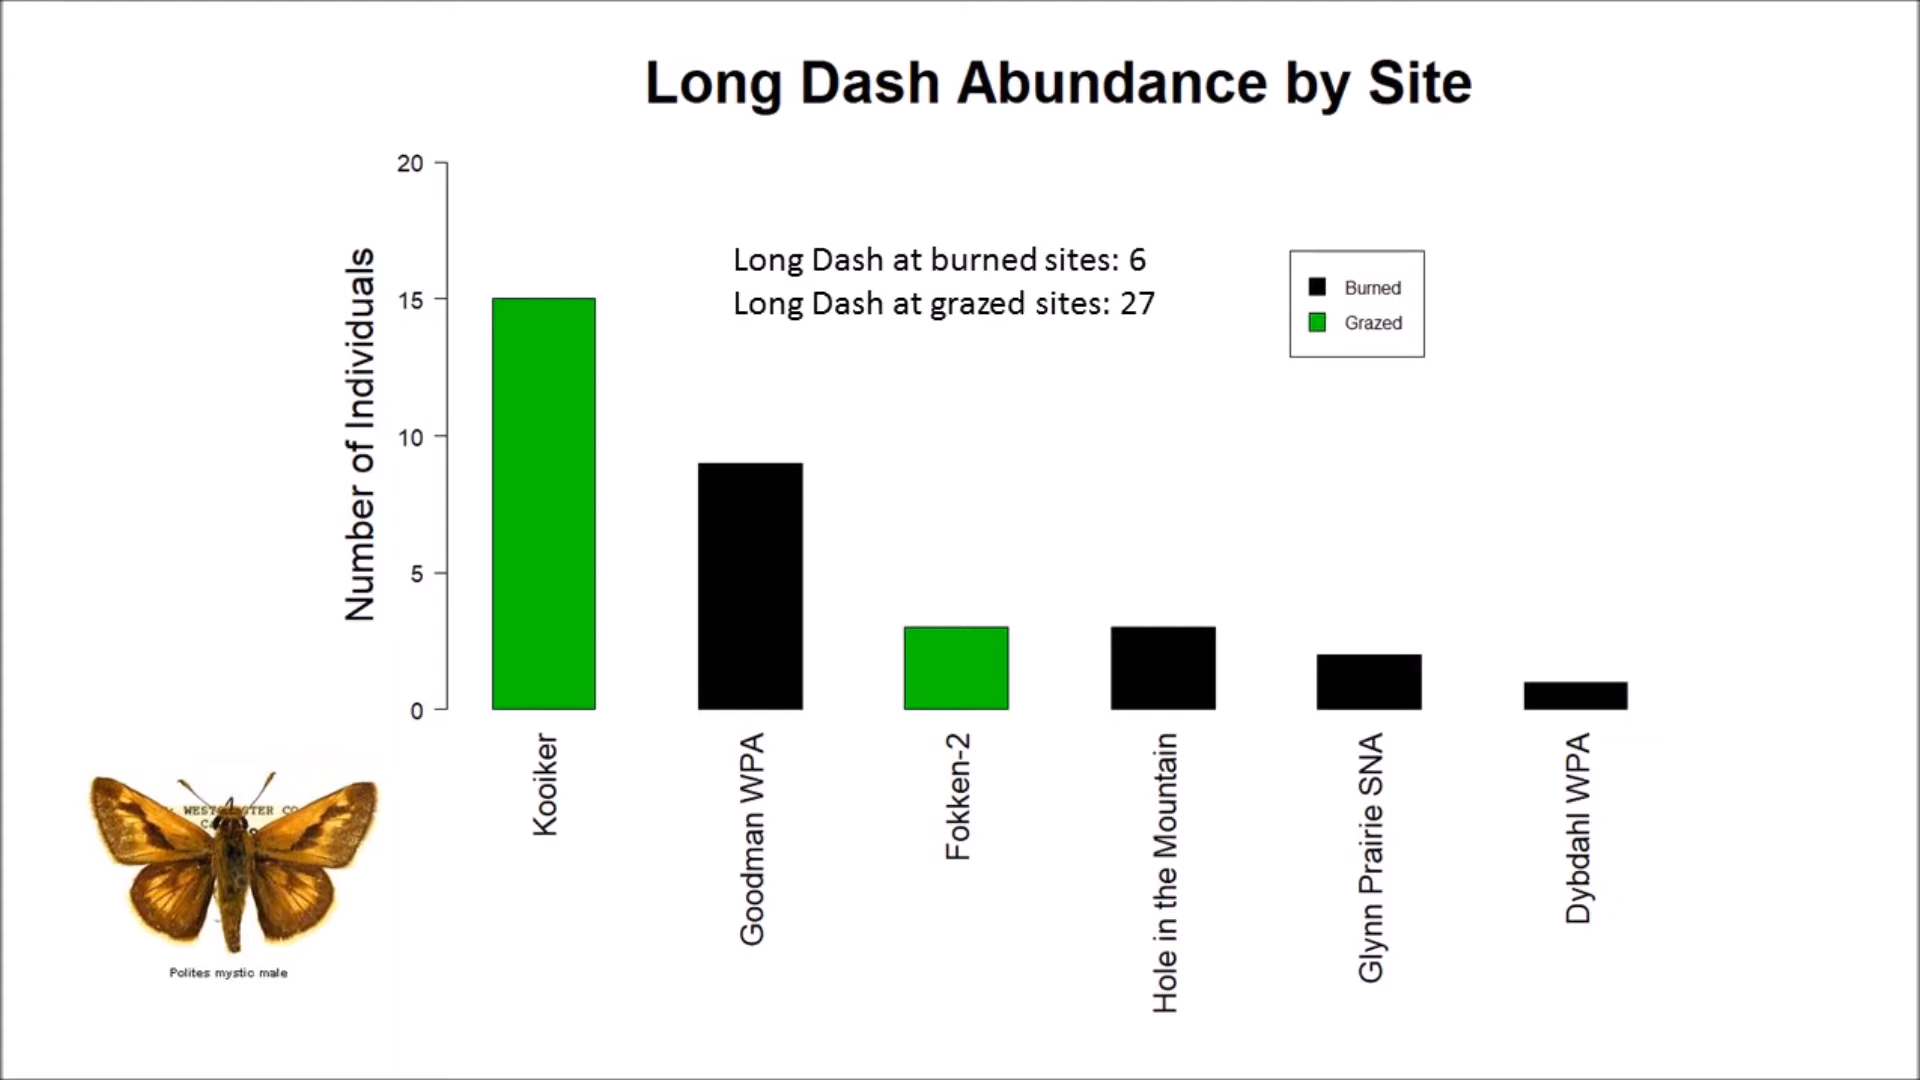 Long Dash Abundance by Site
20
15
10
5
0
Number of Individuals
Long Dash at burned sites: 6
Long Dash at grazed sites: 27
Burned
Grazed
Kooiker
Goodman WPA
Fokken-2
Hole in the Mountain
Glynn Prairie SNA
Dybdahl WPA
Polites mystic male